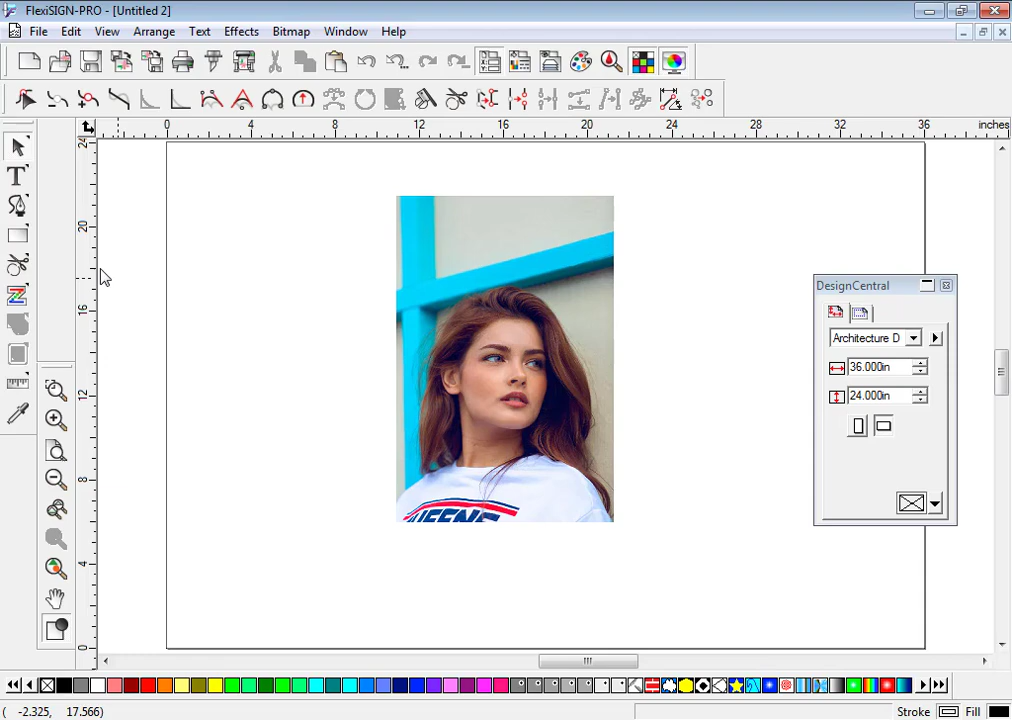 FlexiSIGN-PRO - [Untitled 2]
File Edit View Arrange Text Effects Bitmap Window Help
0 4 8 12 16 20 24 28 32 36 inches
24
20
16
12
8
4
0
QUEENS
DesignCentral
Architecture D
36.000in
24.000in
( -2.325, 17.566) Stroke Fill